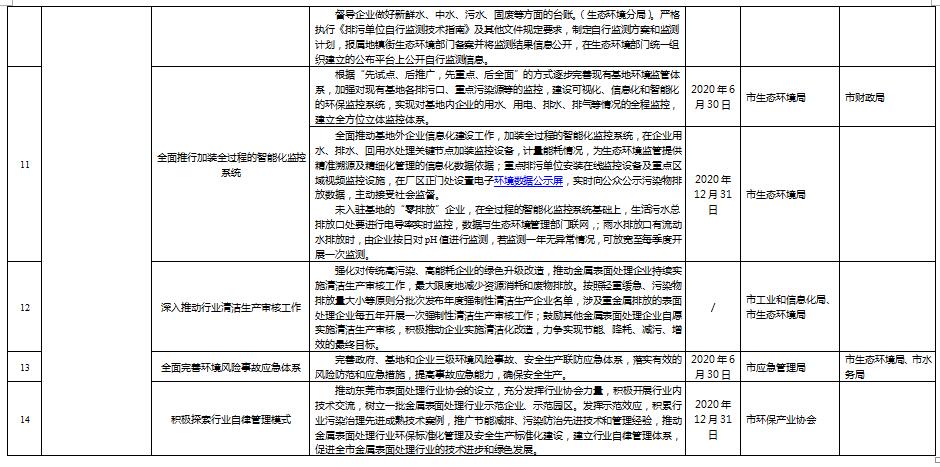 督导企业做好新鲜水、中水、污水、固废等方面的台账。（生态环境分局）。严格
执行《排污单位自行监测技术指南》及其他文件规定要求，制定自行监测方案和监测
计划，报属地镇街生态环境部门备案并将监测结果信息公开，在生态环境部门统一组
织建立的公布平台上公开自行监测信息。
11
全面推行加装全过程的智能化监控
系统
根据“先试点、后推广，先重点、后全面”的方式逐步完善现有基地环境监管体
系，加强对现有基地各排污口、重点污染源等的监控，建设可视化、信息化和智能化
的环保监控系统，实现对基地内企业的用水、用电、排水、排气等情况的全程监控，
建立全方位立体监控体系。
2020 年 6
月 30 日
市生态环境局
市财政局
全面推动基地外企业信息化建设工作，加装全过程的智能化监控系统，在企业用
水、排水、回用水处理关键节点加装监控设备，计量能耗情况，为生态环境监管提供
精准溯源及精细化管理的信息化数据依据；重点排污单位安装在线监控设备及重点区
域视频监控设施，在厂区正门处设置电子环境数据公示屏，实时向公众公示污染物排
放数据，主动接受社会监督。
未入驻基地的“零排放”企业，在全过程的智能化监控系统基础上，生活污水总
排放口处要进行电导率实时监控，数据与生态环境管理部门联网，；雨水排放口有流动
水排放时，由企业按日对 pH 值进行监测，若监测一年无异常情况，可放宽至每季度开
展一次监测。
2020 年
12 月 31
日
市生态环境局
12
深入推动行业清洁生产审核工作
强化对传统高污染、高能耗企业的绿色升级改造，推动金属表面处理企业持续实
施清洁生产审核工作，最大限度地减少资源消耗和废物排放。按照轻重缓急、污染物
排放量大小等原则分批次发布年度强制性清洁生产企业名单，涉及重金属排放的表面
处理企业每五年开展一次强制性清洁生产审核工作；鼓励其他金属表面处理企业自愿
实施清洁生产审核，积极推动企业实施清洁化改造，力争实现节能、降耗、减污、增
效的最终目标。
/
市工业和信息化局、
市生态环境局
13
全面完善环境风险事故应急体系
完善政府、基地和企业三级环境风险事故、安全生产联防应急体系，落实有效的
风险防范和应急措施，提高事故应急能力，确保安全生产。
2020 年 6
月 30 日
市应急管理局
市生态环境局、市水
务局
14
积极探索行业自律管理模式
推动东莞市表面处理行业协会的设立，充分发挥行业协会力量，积极开展行业内
技术交流，树立一批金属表面处理行业示范企业、示范园区。发挥示范效应，积累行
业污染治理先进成熟技术案例，推广节能减排、污染防治先进技术和管理经验，推动
金属表面处理行业环保标准化管理及安全生产标准化建设，建立行业自律管理体系，
促进全市金属表面处理行业的技术进步和绿色发展。
2020 年
12 月 31
日
市环保产业协会